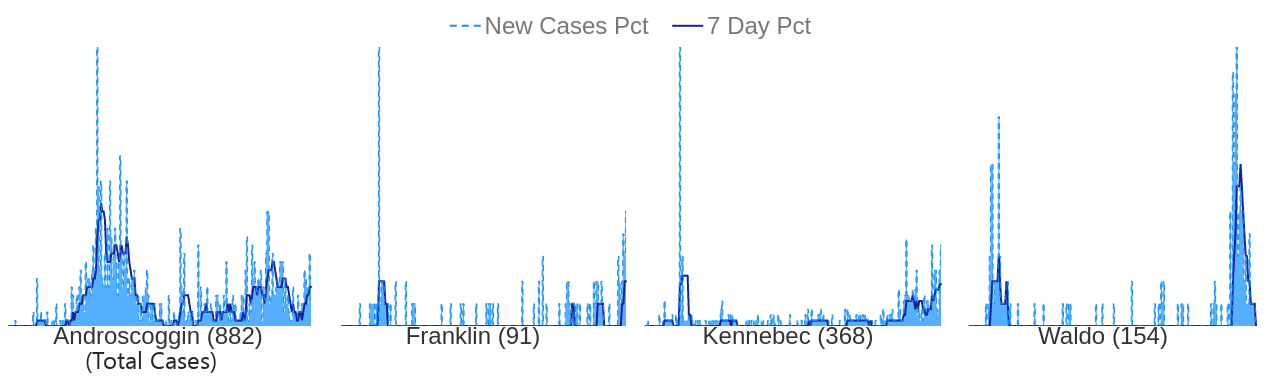 New Cases Pct 7 Day Pct
Androscoggin (882) Franklin (91) Kennebec (368) Waldo (154)
(Total Cases)